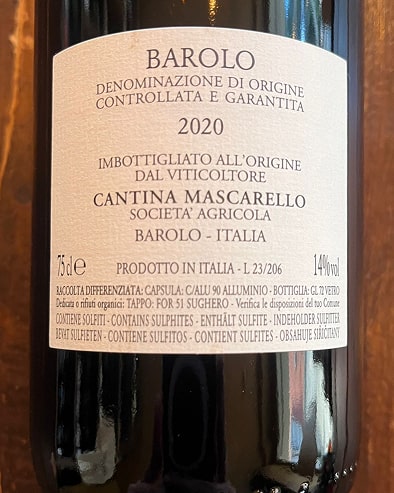 BAROLO
DENOMINAZIONE DI ORIGINE
CONTROLLATA E GARANTITA
2020
IMBOTTIGLIATO ALL'ORIGINE
DAL VITICOLTORE
CANTINA MASCARELLO
SOCIETA' AGRICOLA
BAROLO - ITALIA
75 cl e PRODOTTO IN ITALIA - L 23/206 14% vol
RACCOLTA DIFFERENZIATA: CAPSULA: C/ALU 90 ALLUMINIO - BOTTIGLIA: GL 72 VETRO
Dedicata o rifiuti organici: TAPPO: FOR 51 SUGHERO - Verifica le disposizioni del tuo Comune
CONTIENE SOLFITI - CONTAINS SULPHITES - ENTHÄLT SULFITE - INDEHOLDER SULFITTER
BEVAT SULFIETEN - CONTIENE SULFITOS - CONTIENT SULFITES - OBSAHUJE SIŘIČITANY